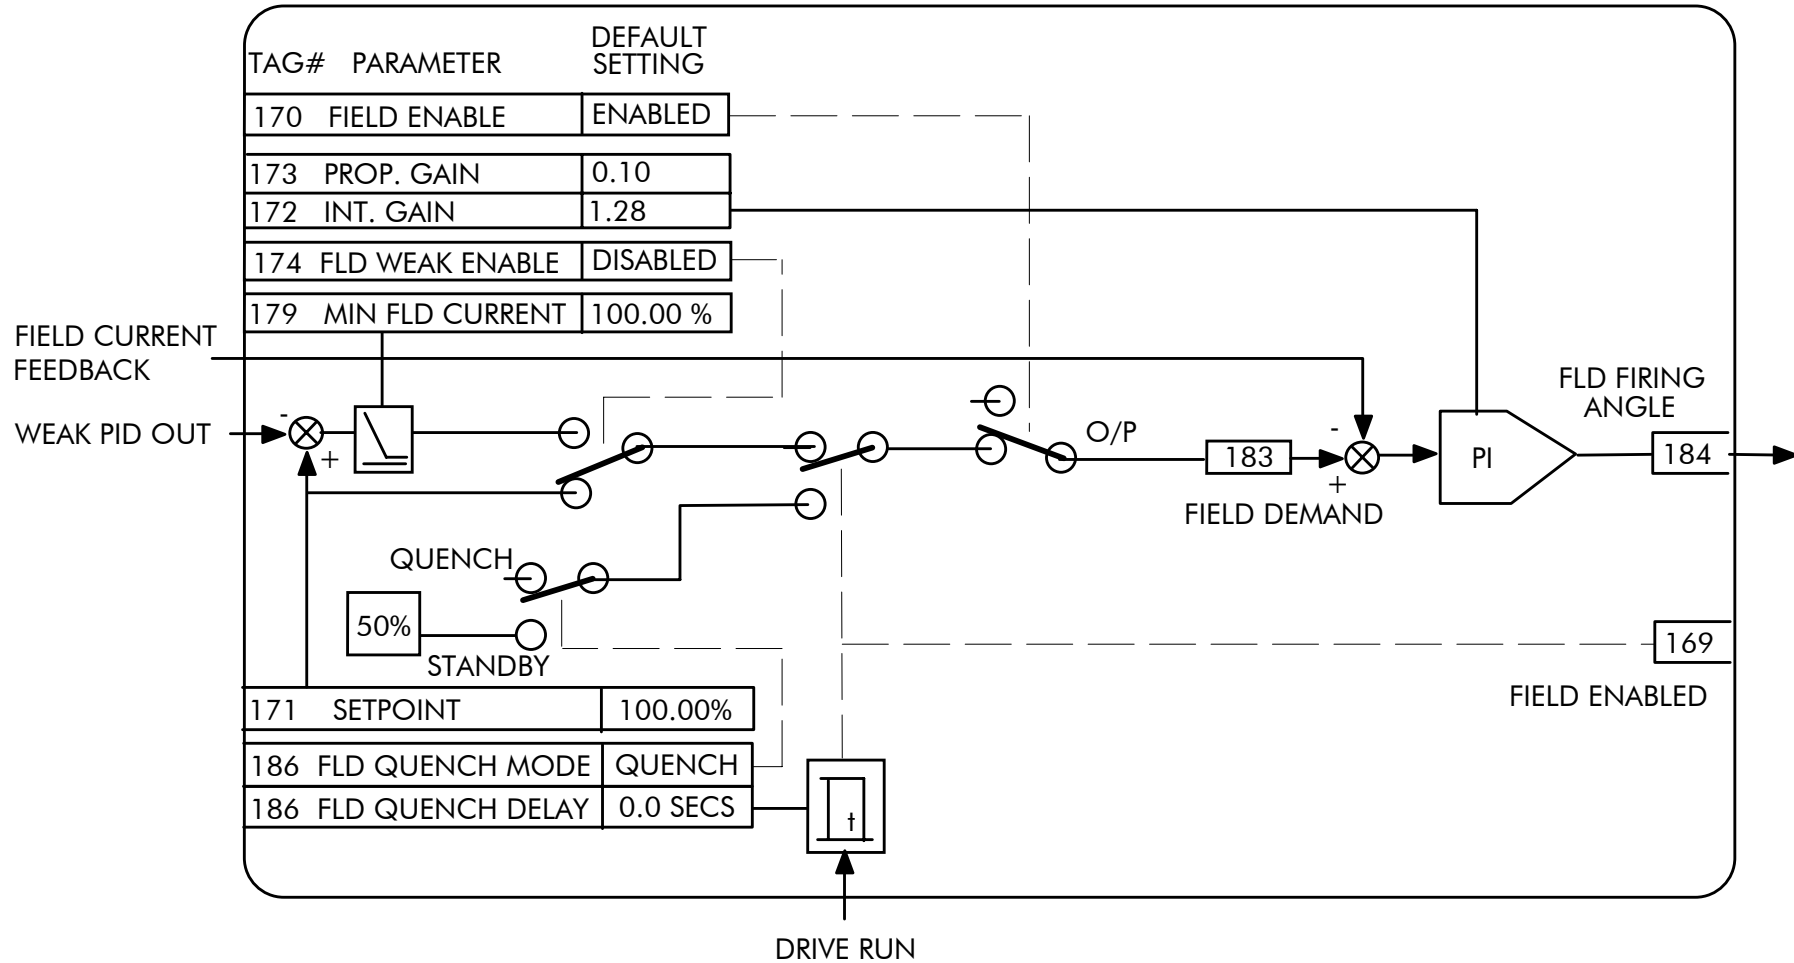 TAG# PARAMETER DEFAULT SETTING
170 FIELD ENABLE ENABLED
173 PROP. GAIN 0.10
172 INT. GAIN 1.28
174 FLD WEAK ENABLE DISABLED
179 MIN FLD CURRENT 100.00 %
FIELD CURRENT
FEEDBACK
WEAK PID OUT
-
+
O/P
183
FIELD DEMAND
-
+
PI
FLD FIRING
ANGLE
184
QUENCH
50%
STANDBY
169
FIELD ENABLED
171 SETPOINT 100.00%
186 FLD QUENCH MODE QUENCH
186 FLD QUENCH DELAY 0.0 SECS
t
DRIVE RUN